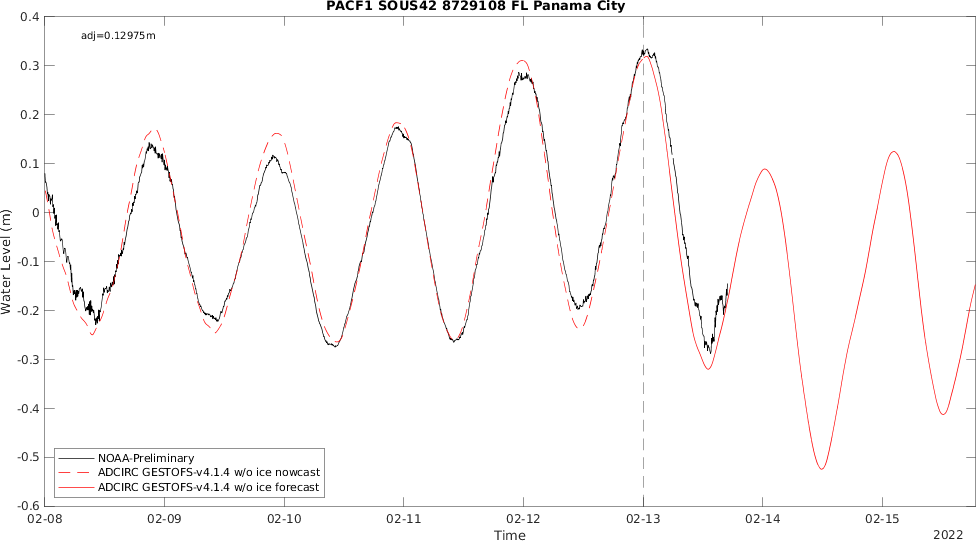 PACF1 SOUS42 8729108 FL Panama City
adj=0.12975m
0.4
0.3
0.2
0.1
0
-0.1
-0.2
-0.3
-0.4
-0.5
-0.6
Water Level (m)
NOAA-Preliminary
ADCIRC GESTOFS-v4.1.4 w/o ice nowcast
ADCIRC GESTOFS-v4.1.4 w/o ice forecast
02-08 02-09 02-10 02-11 02-12 02-13 02-14 02-15
Time
2022